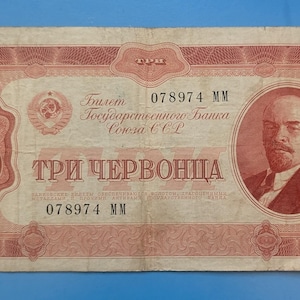 ТРИ
Билет 078974 ММ
Государственного Банка
Союза ССР
ТРИ ЧЕРВОНЦА
078974 ММ